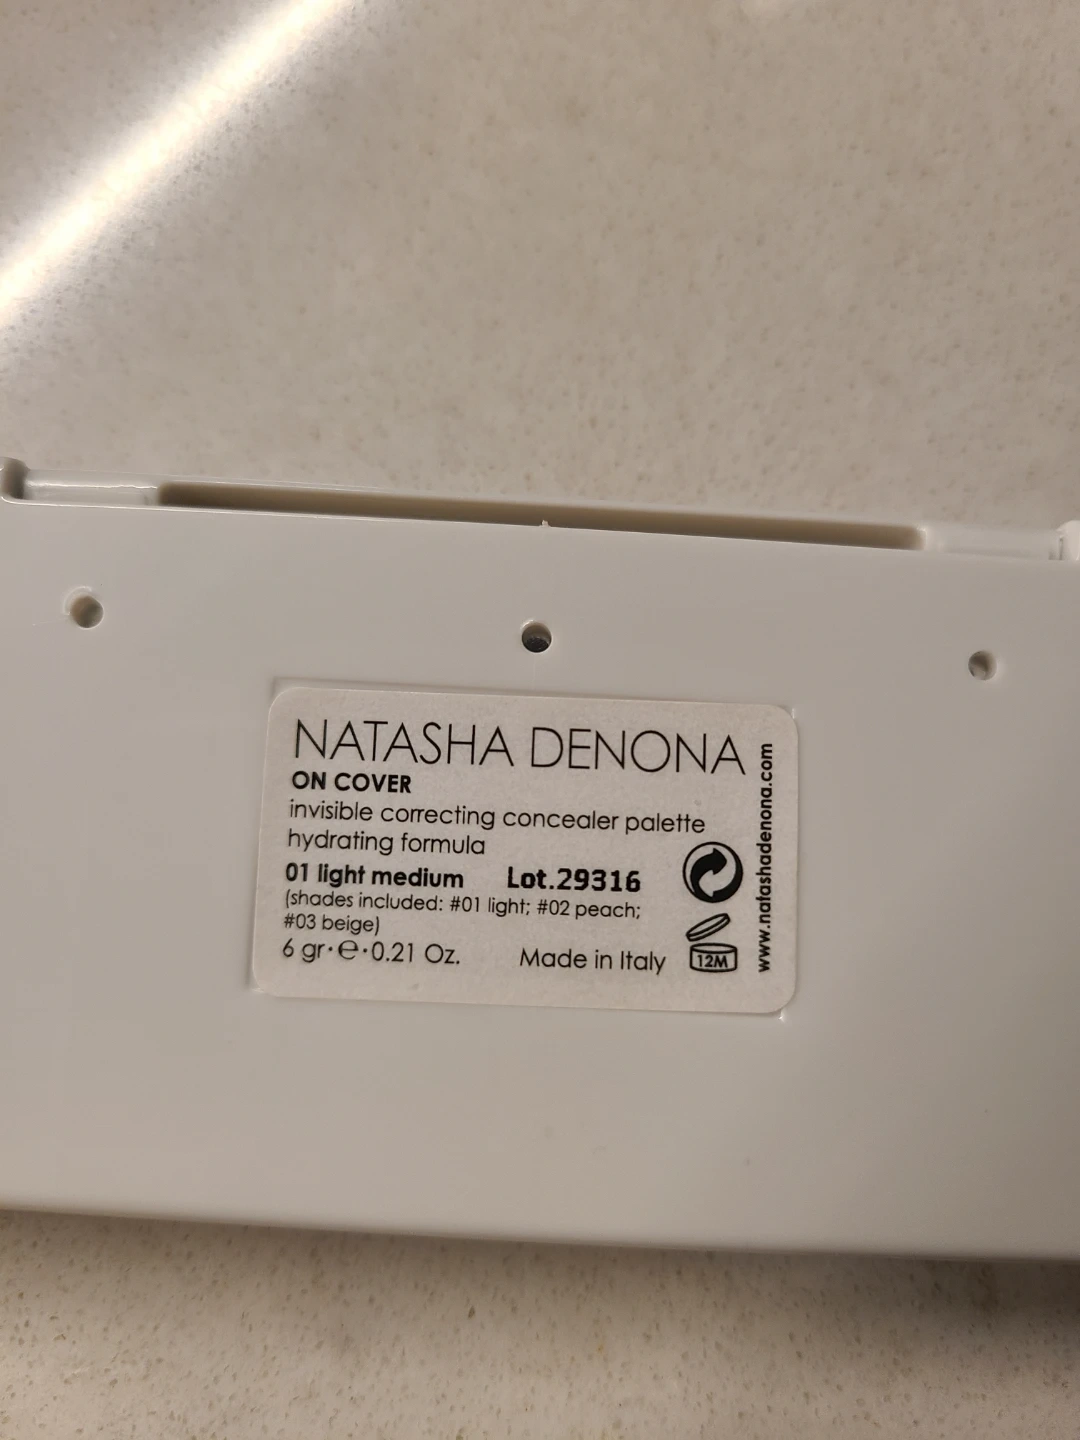 NATASHA DENONA
ON COVER
invisible correcting concealer palette
hydrating formula
01 light medium Lot.29316
(shades included: #01 light; #02 peach;
#03 beige)
6 gr·℮·0.21 Oz. Made in Italy
12M
www.natashadenona.com